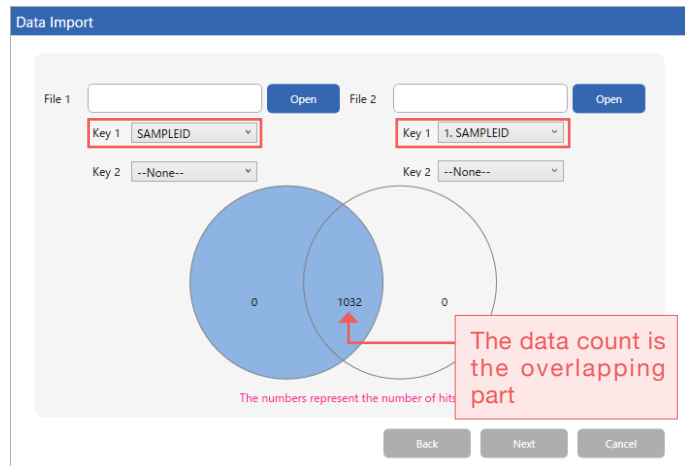 Data Import
File 1 Open File 2 Open
Key 1 SAMPLEID Key 1 1. SAMPLEID
Key 2 --None-- Key 2 --None--
0 1032 0
The data count is
the overlapping
part
The numbers represent the number of hits
Back Next Cancel